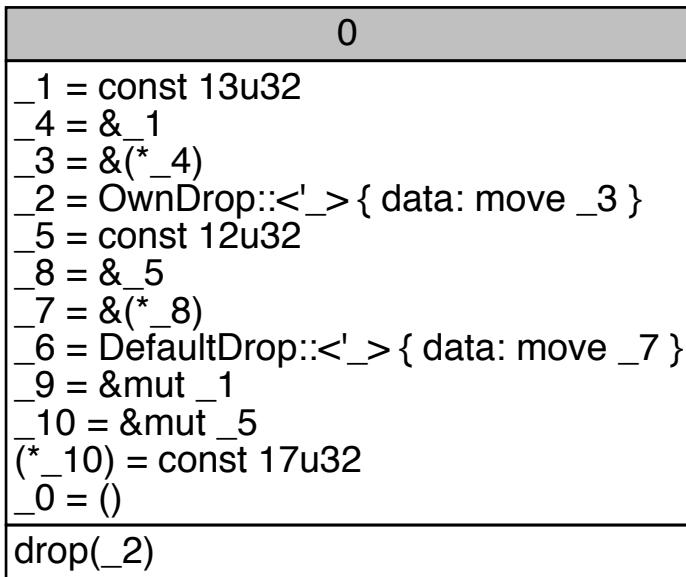 0
_1 = const 13u32
_4 = &_1
_3 = &(*_4)
_2 = OwnDrop::<'_> { data: move _3 }
_5 = const 12u32
_8 = &_5
_7 = &(*_8)
_6 = DefaultDrop::<'_> { data: move _7 }
_9 = &mut _1
_10 = &mut _5
(*_10) = const 17u32
_0 = ()
drop(_2)